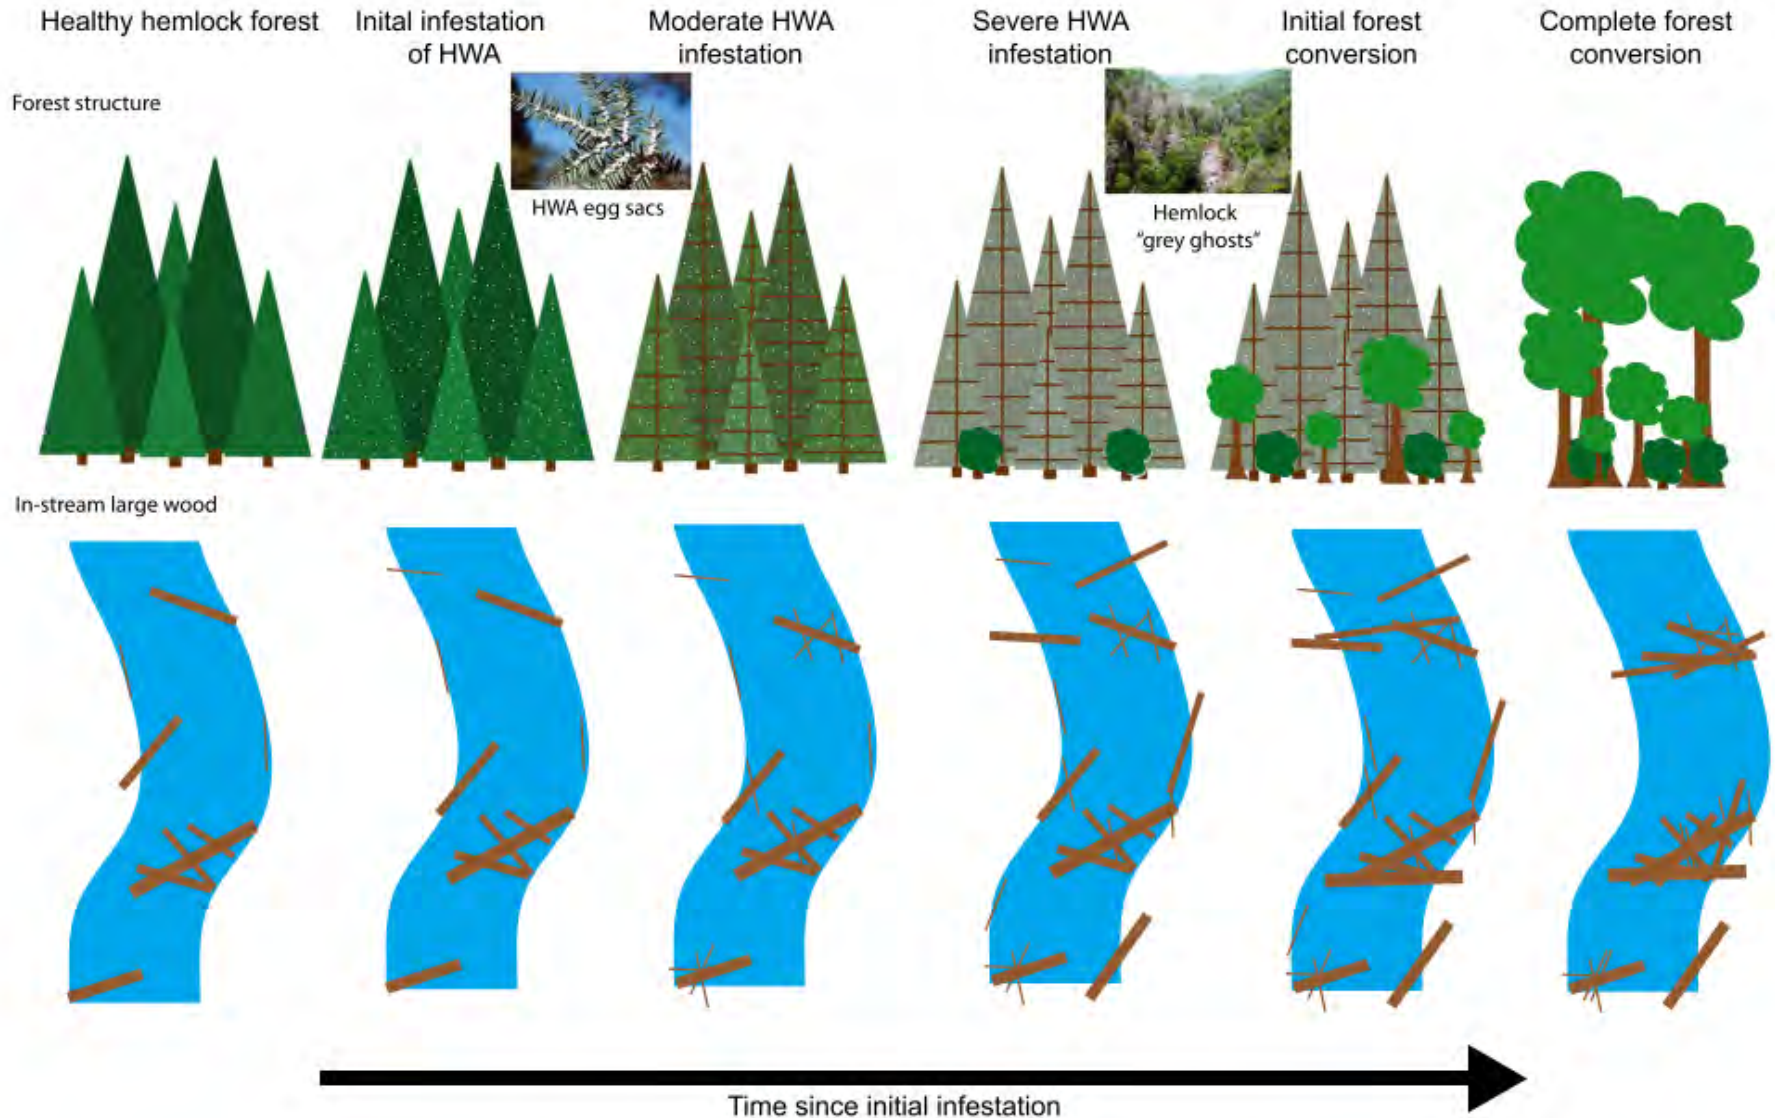 Healthy hemlock forest
Inital infestation
of HWA
Moderate HWA
infestation
Severe HWA
infestation
Initial forest
conversion
Complete forest
conversion
Forest structure
HWA egg sacs
Hemlock
“grey ghosts”
In-stream large wood
Time since initial infestation